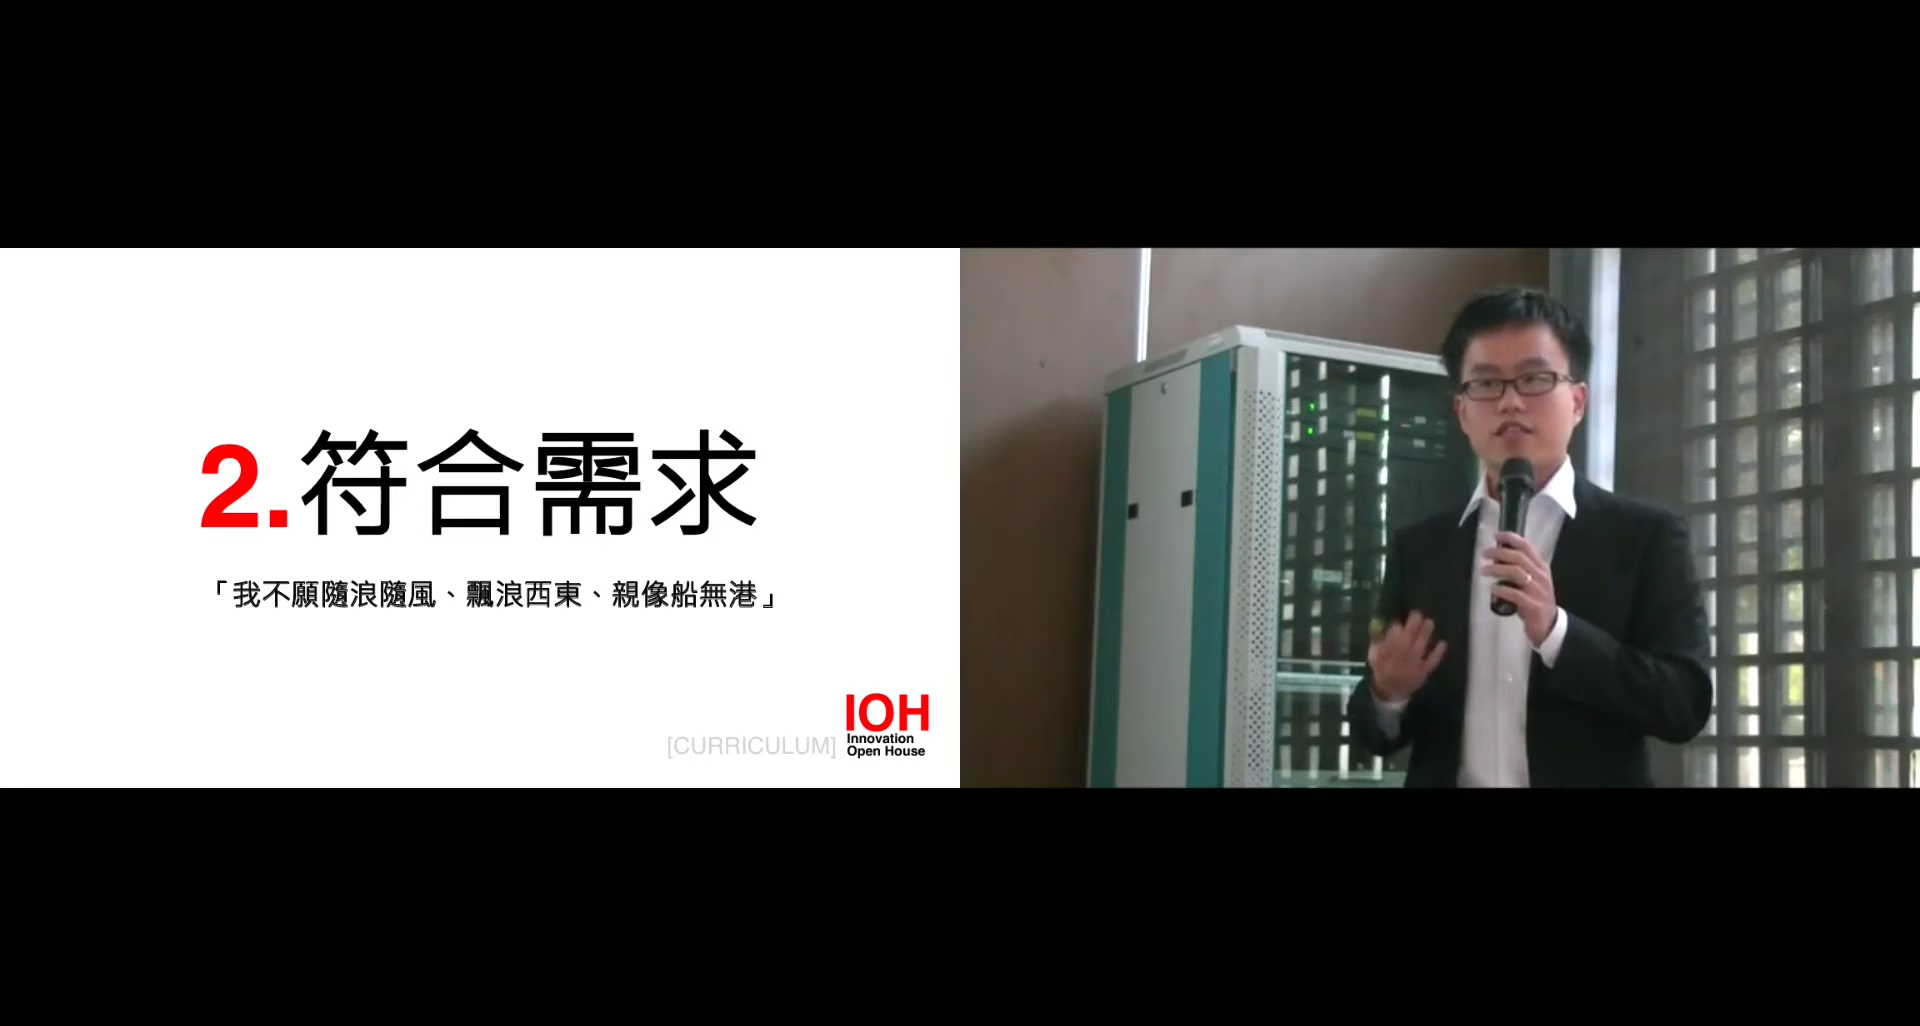 2.符合需求
「我不願隨浪隨風、飄浪西東、親像船無港」
[CURRICULUM]
IOH
Innovation
Open House